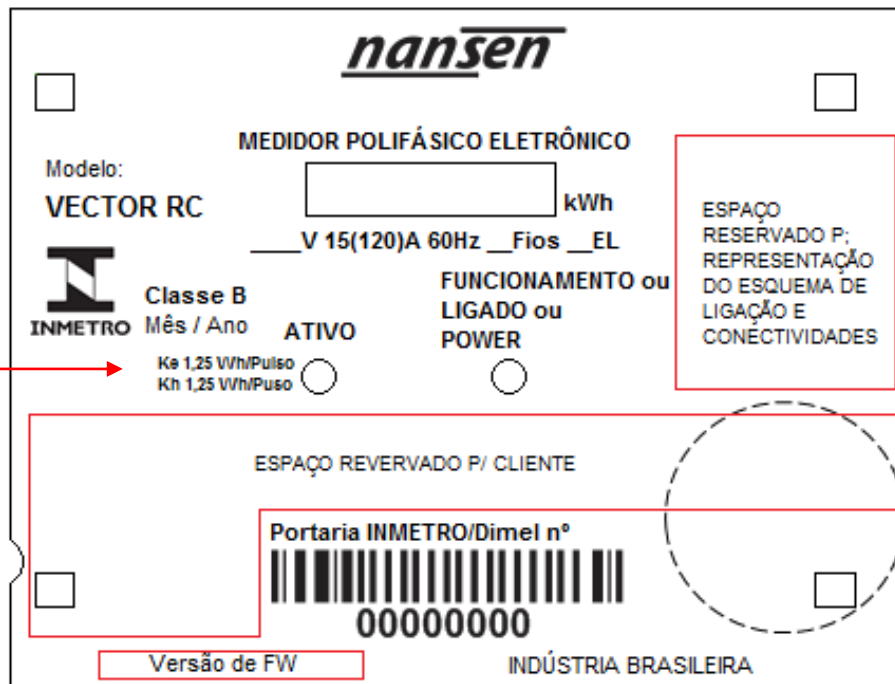 nansen
MEDIDOR POLIFÁSICO ELETRÔNICO
Modelo:
VECTOR RC
kWh
____V 15(120)A 60Hz __Fios __EL
ESPAÇO
RESERVADO P;
REPRESENTAÇÃO
DO ESQUEMA DE
LIGAÇÃO E
CONECTIVIDADES
INMETRO
Classe B
Mês / Ano
ATIVO
FUNCIONAMENTO ou
LIGADO ou
POWER
Ke 1,25 Wh/Pulso
Kh 1,25 Wh/Puso
ESPAÇO REVERVADO P/ CLIENTE
Portaria INMETRO/Dimel nº
00000000
Versão de FW
INDÚSTRIA BRASILEIRA